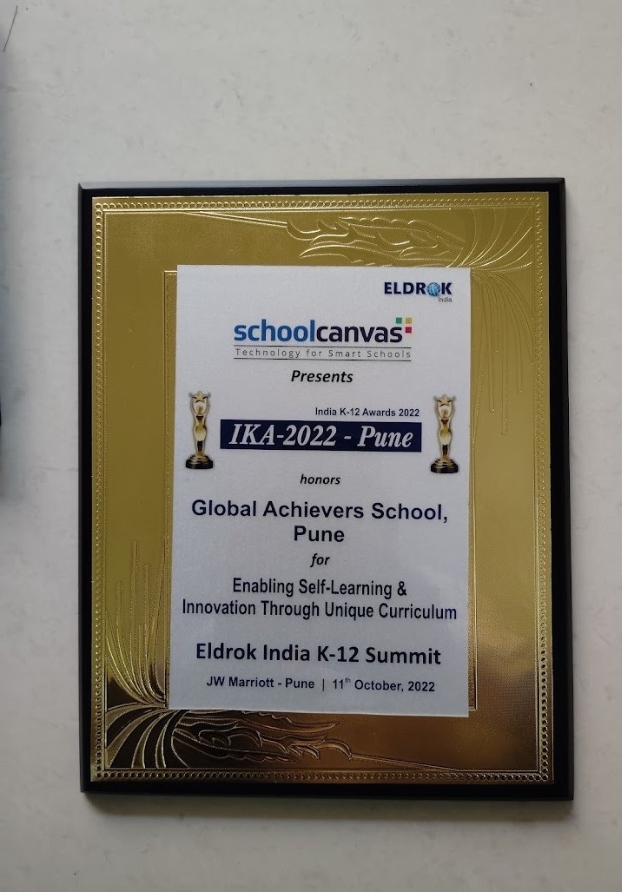 ELDROK
India
schoolcanvas
Technology for Smart Schools
Presents
India K-12 Awards 2022
IKA-2022 - Pune
honors
Global Achievers School,
Pune
for
Enabling Self-Learning &
Innovation Through Unique Curriculum
Eldrok India K-12 Summit
JW Marriott - Pune | 11th October, 2022